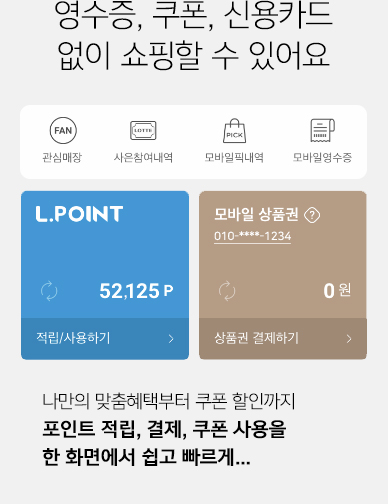 영수증, 쿠폰, 신용카드
없이 쇼핑할 수 있어요
FAN
LOTTE
PICK
관심매장
사은참여내역
모바일픽내역
모바일영수증
L.POINT
52,125 P
적립/사용하기
모바일 상품권 ?
010-****-1234
0 원
상품권 결제하기
나만의 맞춤혜택부터 쿠폰 할인까지
포인트 적립, 결제, 쿠폰 사용을
한 화면에서 쉽고 빠르게...